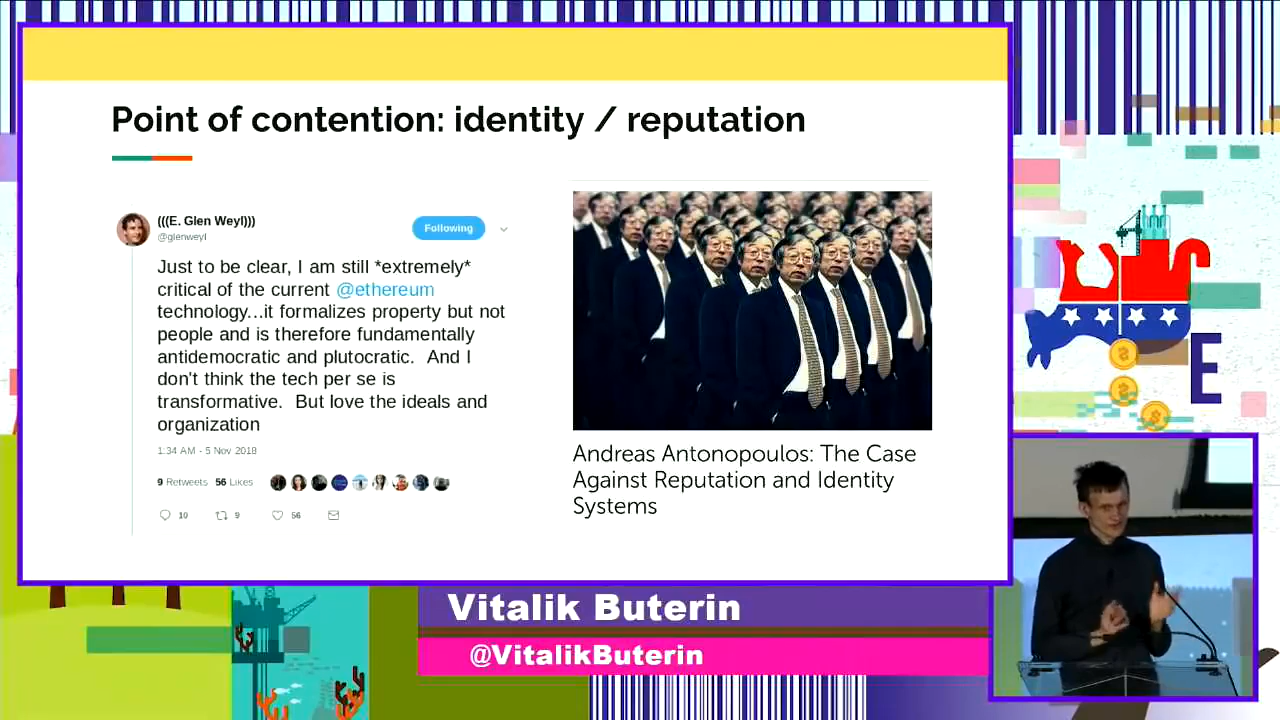 Point of contention: identity / reputation
(((E. Glen Weyl)))
@glenweyl
Following
Just to be clear, I am still *extremely*
critical of the current @ethereum
technology...it formalizes property but not
people and is therefore fundamentally
antidemocratic and plutocratic. And I
don't think the tech per se is
transformative. But love the ideals and
organization
1:34 AM - 5 Nov 2018
9 Retweets 56 Likes
10 9 56
Andreas Antonopoulos: The Case
Against Reputation and Identity
Systems
E
Vitalik Buterin
@VitalikButerin